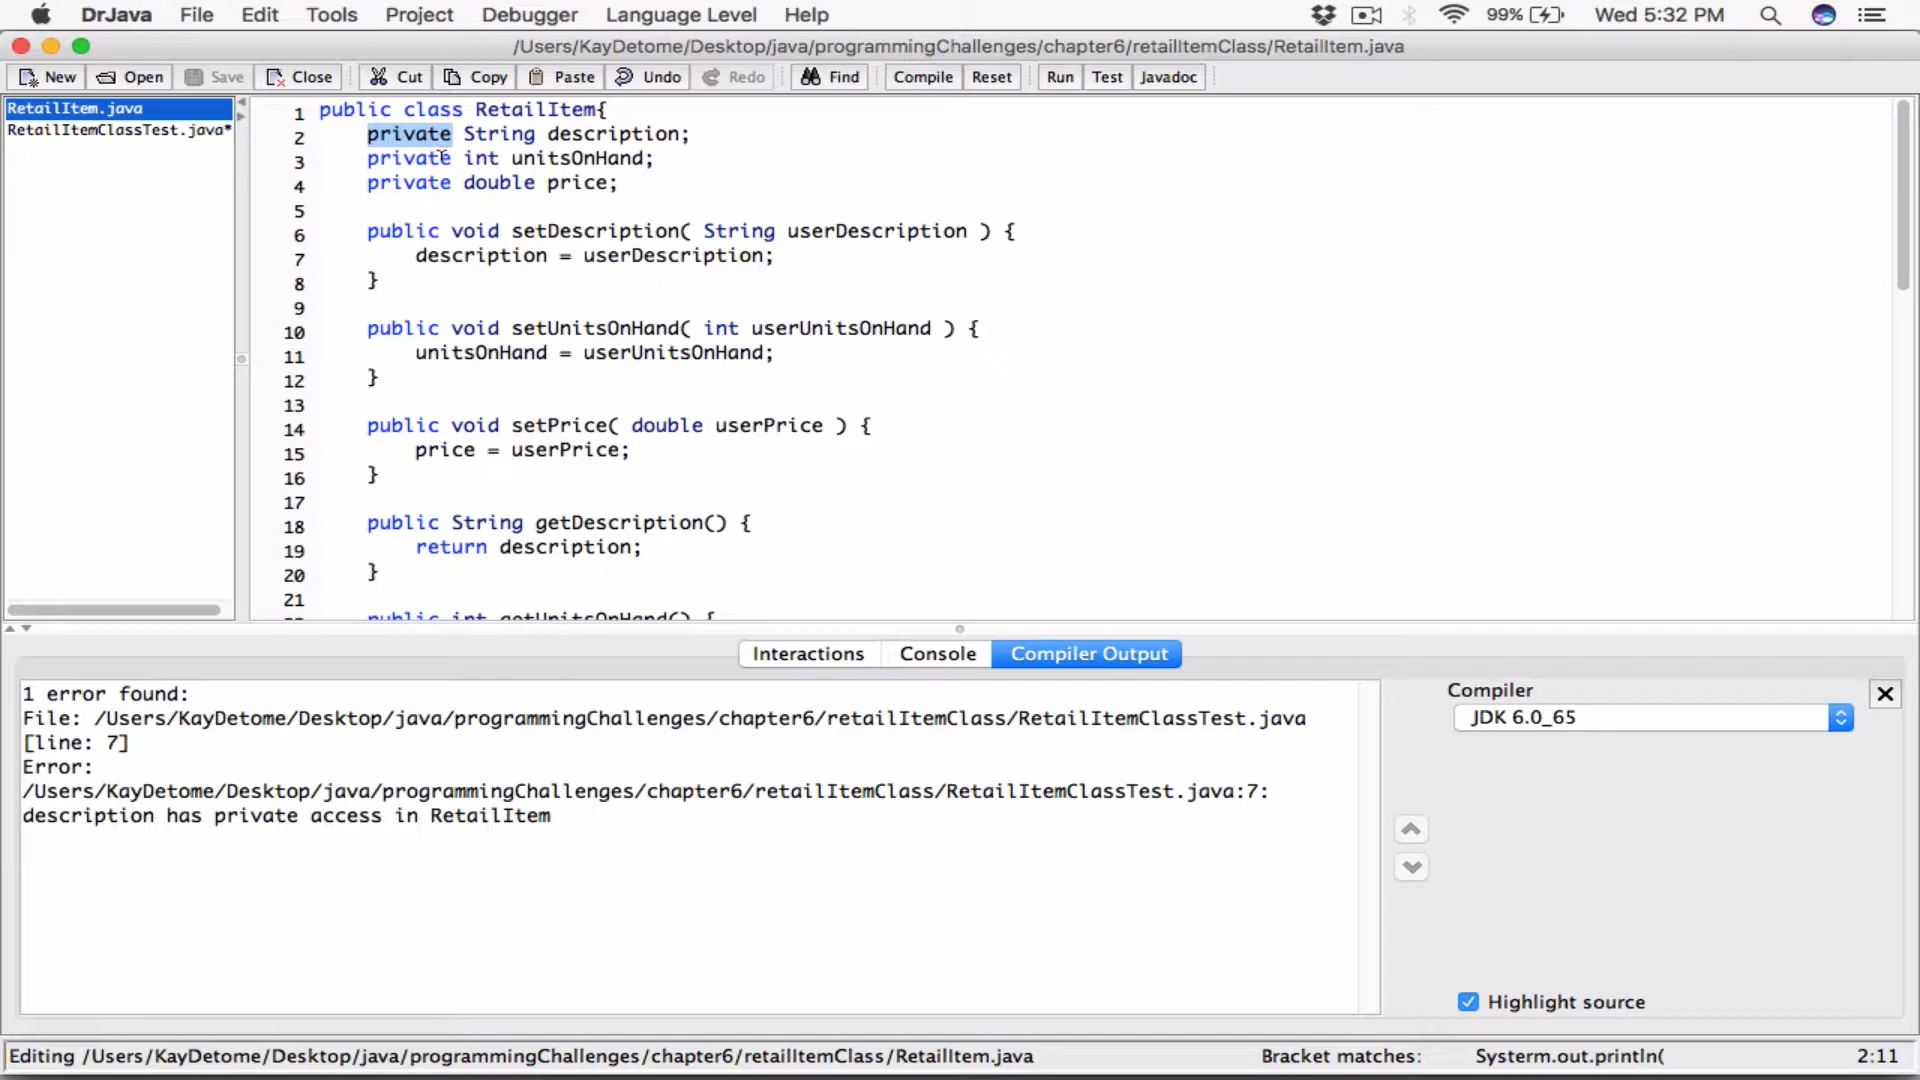 DrJava File Edit Tools Project Debugger Language Level Help 99% Wed 5:32 PM
/Users/KayDetome/Desktop/java/programmingChallenges/chapter6/retailItemClass/RetailItem.java
New Open Save Close Cut Copy Paste Undo Redo Find Compile Reset Run Test Javadoc
RetailItem.java
RetailItemClassTest.java*
1 public class RetailItem{
2 private String description;
3 private int unitsOnHand;
4 private double price;
5
6 public void setDescription( String userDescription ) {
7 description = userDescription;
8 }
9
10 public void setUnitsOnHand( int userUnitsOnHand ) {
11 unitsOnHand = userUnitsOnHand;
12 }
13
14 public void setPrice( double userPrice ) {
15 price = userPrice;
16 }
17
18 public String getDescription() {
19 return description;
20 }
21
public int getUnitsOnHand() {
Interactions Console Compiler Output
1 error found:
File: /Users/KayDetome/Desktop/java/programmingChallenges/chapter6/retailItemClass/RetailItemClassTest.java
[line: 7]
Error:
/Users/KayDetome/Desktop/java/programmingChallenges/chapter6/retailItemClass/RetailItemClassTest.java:7:
description has private access in RetailItem
Compiler
JDK 6.0_65
Highlight source
Editing /Users/KayDetome/Desktop/java/programmingChallenges/chapter6/retailItemClass/RetailItem.java Bracket matches: Systerm.out.println( 2:11